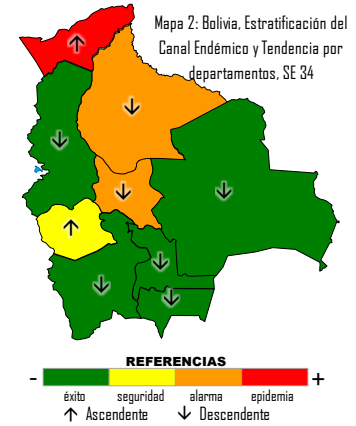 Mapa 2: Bolivia, Estratificación del
Canal Endémico y Tendencia por
departamentos, SE 34
REFERENCIAS
- +
éxito seguridad alarma epidemia
↑ Ascendente ↓ Descendente